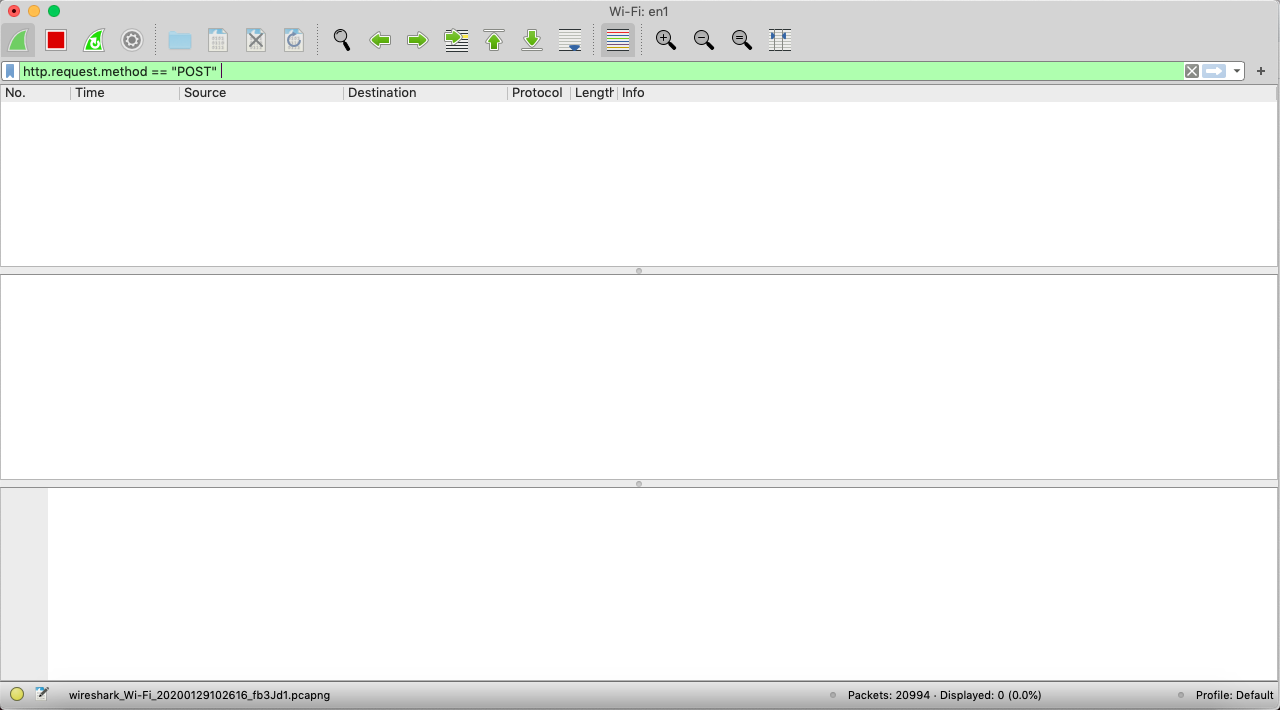 Wi-Fi: en1
http.request.method == "POST"
No. Time Source Destination Protocol Length Info
wireshark_Wi-Fi_20200129102616_fb3Jd1.pcapng Packets: 20994 · Displayed: 0 (0.0%) Profile: Default